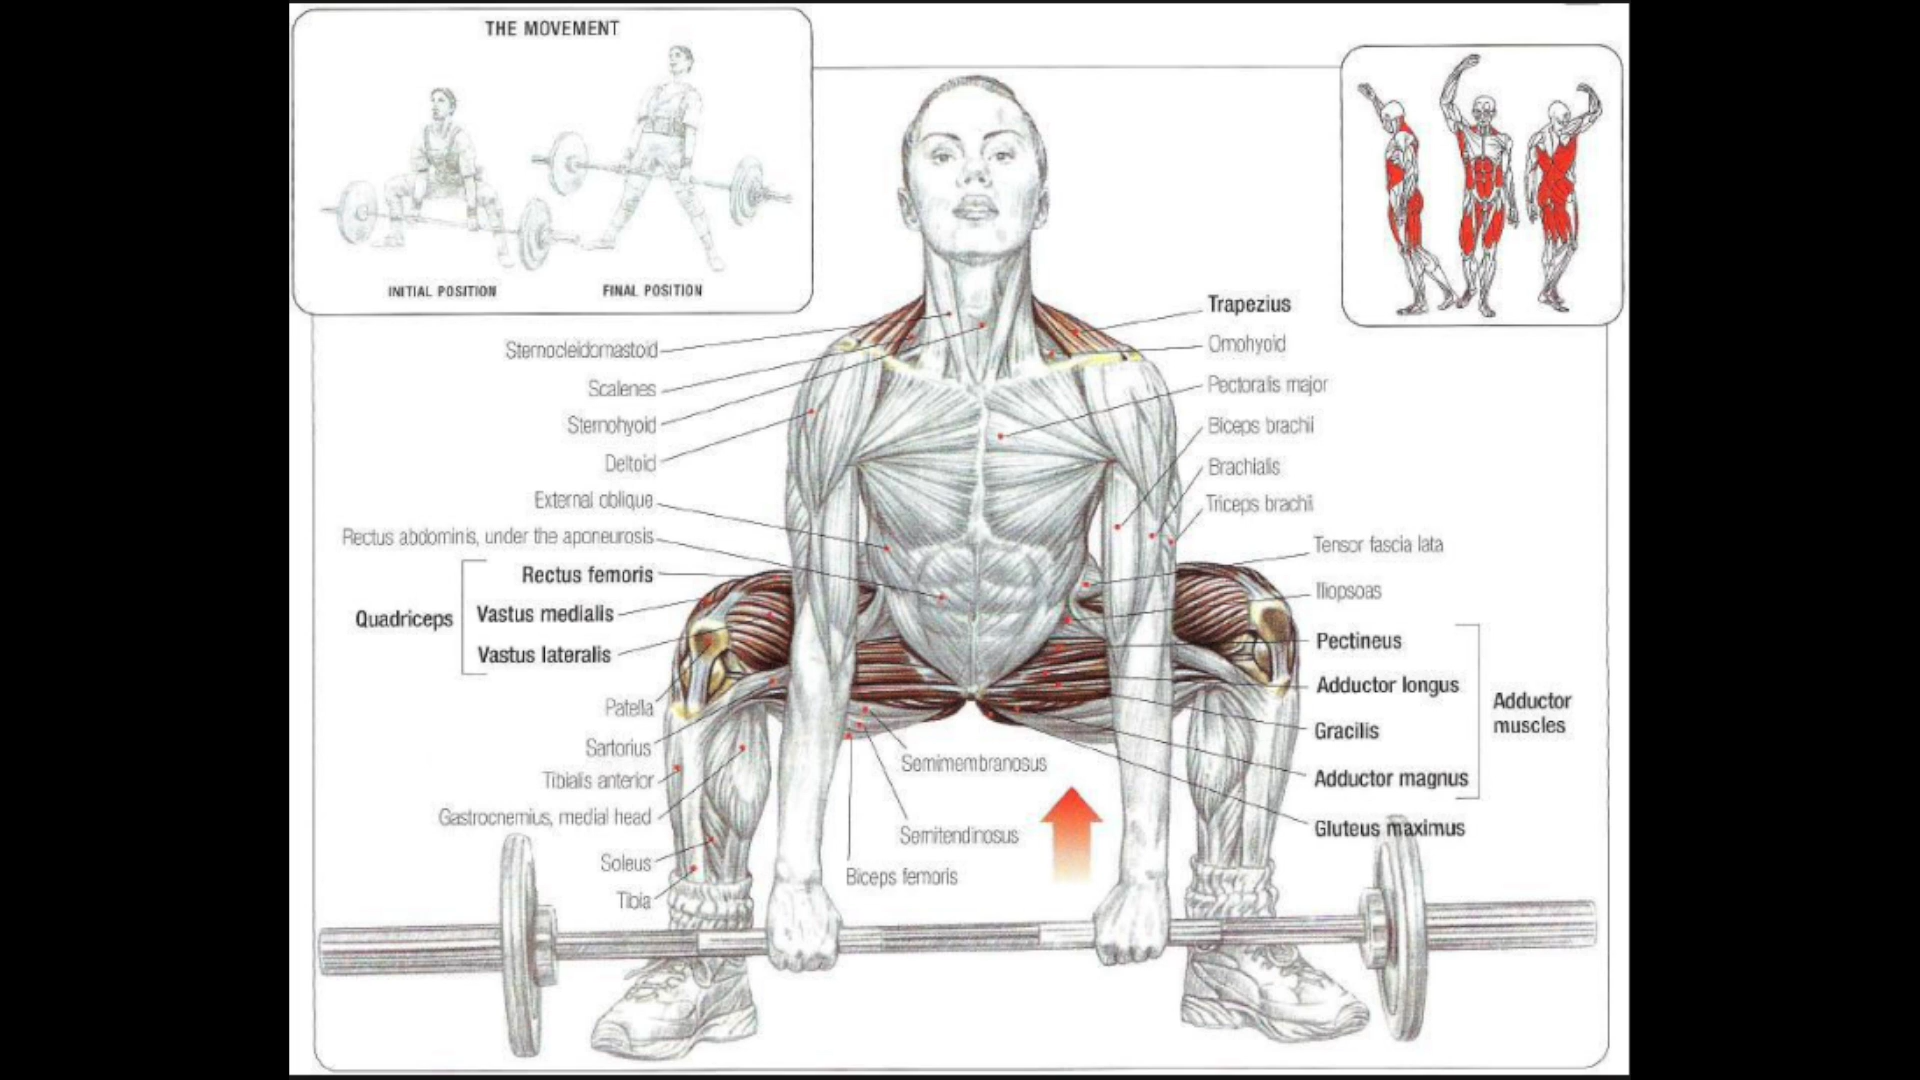 THE MOVEMENT
INITIAL POSITION
FINAL POSITION
Sternocleidomastoid
Scalenes
Sternohyoid
Deltoid
External oblique
Rectus abdominis, under the aponeurosis
Rectus femoris
Quadriceps
Vastus medialis
Vastus lateralis
Patella
Sartorius
Tibialis anterior
Gastrocnemius, medial head
Soleus
Tibia
Semimembranosus
Semitendinosus
Biceps femoris
Trapezius
Omohyoid
Pectoralis major
Biceps brachii
Brachialis
Triceps brachii
Tensor fascia lata
Iliopsoas
Pectineus
Adductor longus
Gracilis
Adductor magnus
Adductor
muscles
Gluteus maximus